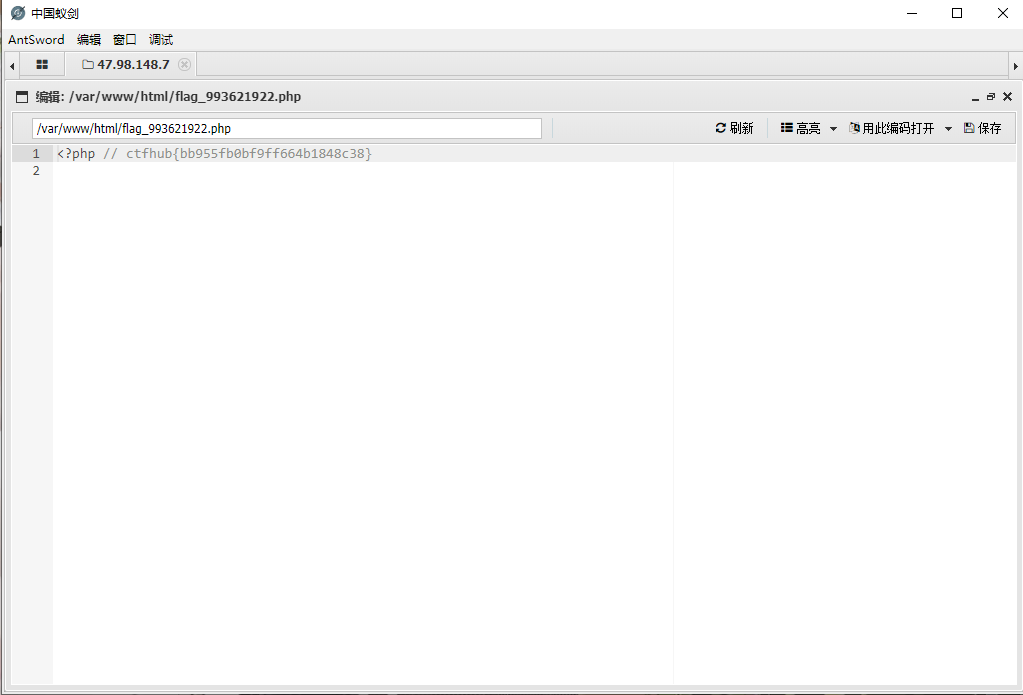 中国蚁剑
AntSword 编辑 窗口 调试
47.98.148.7
编辑: /var/www/html/flag_993621922.php
/var/www/html/flag_993621922.php 刷新 高亮 用此编码打开 保存
1 <?php // ctfhub{bb955fb0bf9ff664b1848c38}
2